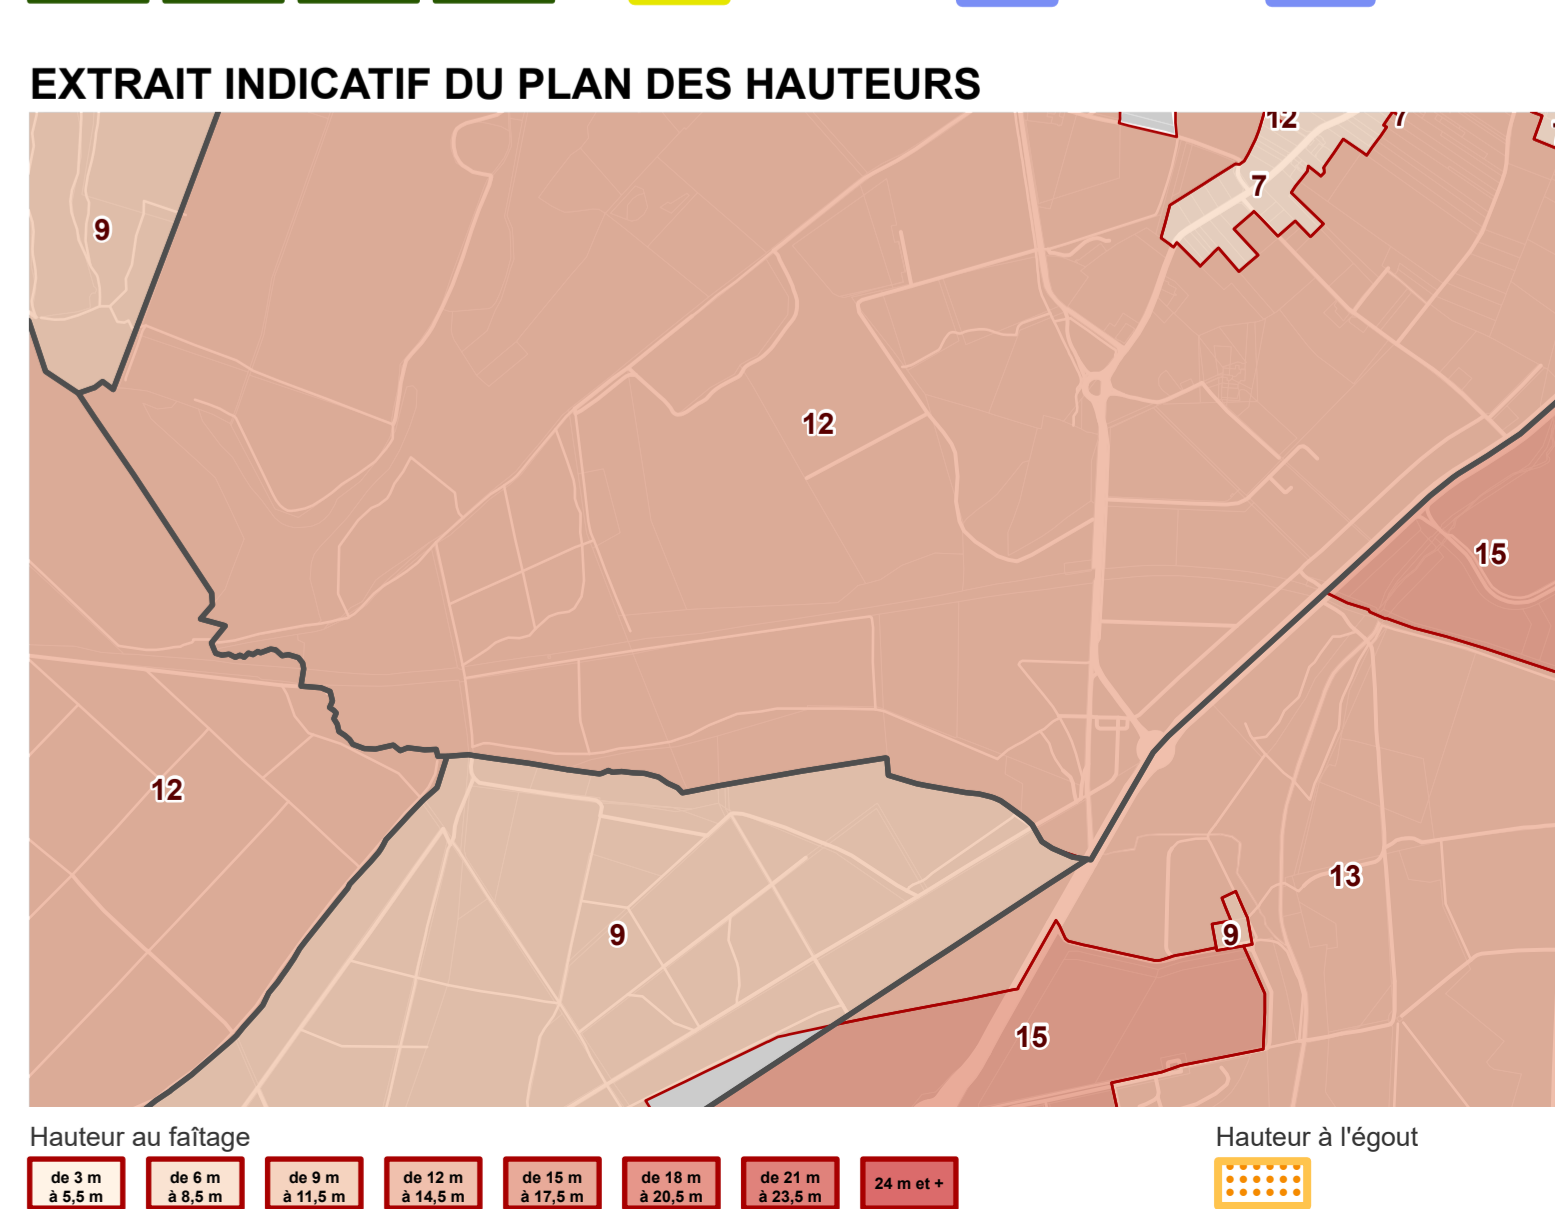 EXTRAIT INDICATIF DU PLAN DES HAUTEURS
12
7
7
9
12
15
12
13
9
9
15
Hauteur au faîtage
Hauteur à l'égout
de 3 m
à 5,5 m
de 6 m
à 8,5 m
de 9 m
à 11,5 m
de 12 m
à 14,5 m
de 15 m
à 17,5 m
de 18 m
à 20,5 m
de 21 m
à 23,5 m
24 m et +